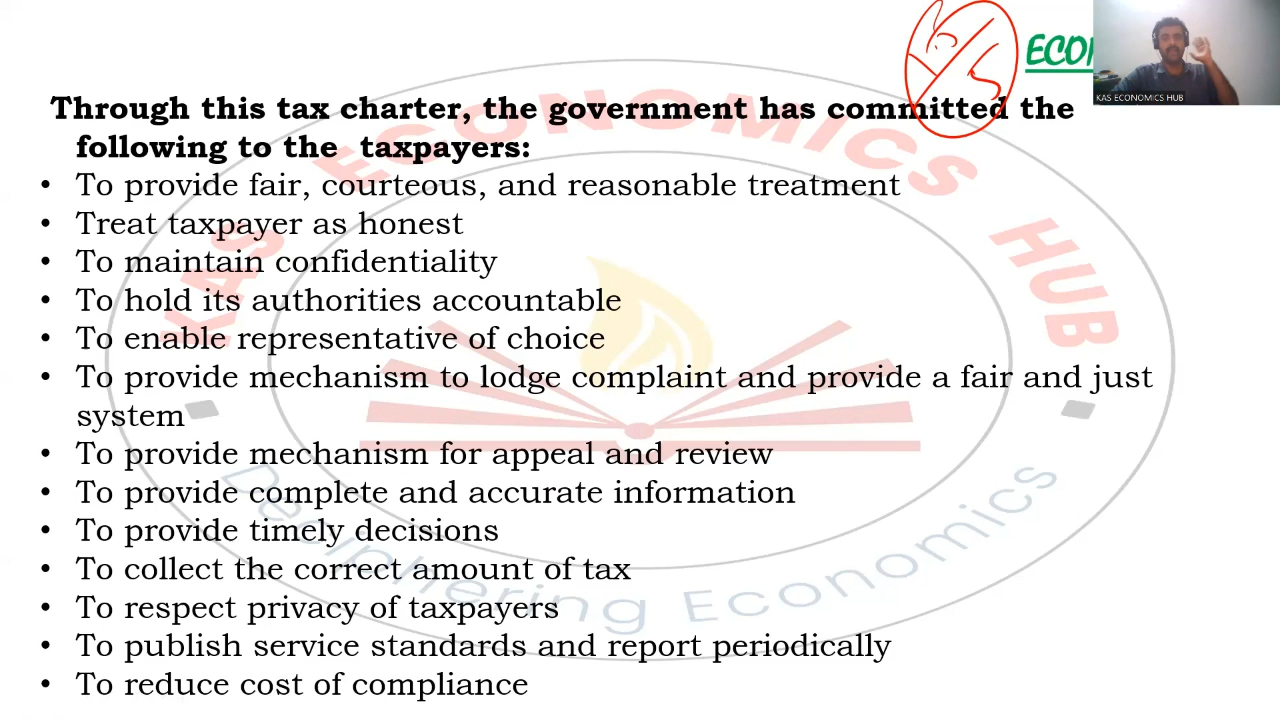 ECON
KAS ECONOMICS HUB
Through this tax charter, the government has committed the
following to the taxpayers:
• To provide fair, courteous, and reasonable treatment
• Treat taxpayer as honest
• To maintain confidentiality
• To hold its authorities accountable
• To enable representative of choice
• To provide mechanism to lodge complaint and provide a fair and just
system
• To provide mechanism for appeal and review
• To provide complete and accurate information
• To provide timely decisions
• To collect the correct amount of tax
• To respect privacy of taxpayers
• To publish service standards and report periodically
• To reduce cost of compliance
KAS ECONOMICS HUB
Deciphering Economics